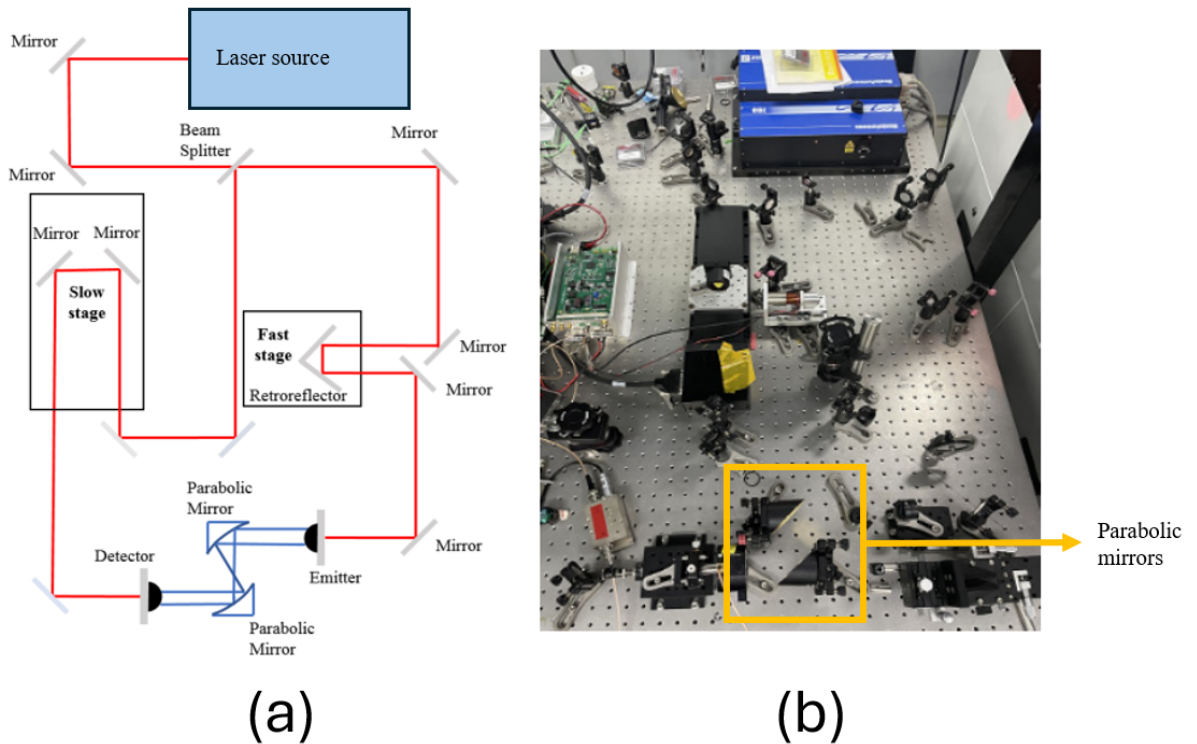 Mirror
Laser source
Beam
Splitter
Mirror
Mirror
Mirror
Mirror
Slow
stage
Fast
stage
Retroreflector
Mirror
Mirror
Parabolic
Mirror
Detector
Emitter
Mirror
Parabolic
Mirror
Parabolic
mirrors
(a)
(b)